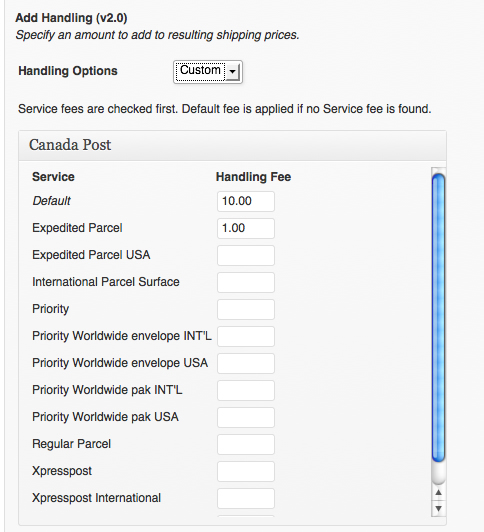 Add Handling (v2.0)
Specify an amount to add to resulting shipping prices.
Handling Options Custom
Service fees are checked first. Default fee is applied if no Service fee is found.
Canada Post
Service Handling Fee
Default 10.00
Expedited Parcel 1.00
Expedited Parcel USA
International Parcel Surface
Priority
Priority Worldwide envelope INT'L
Priority Worldwide envelope USA
Priority Worldwide pak INT'L
Priority Worldwide pak USA
Regular Parcel
Xpresspost
Xpresspost International